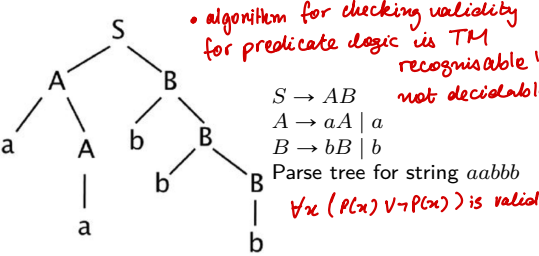 • algorithm for checking validity
for predicate logic is TM
recognisable
not decidabl
S
A B
a A b B
a b B
b
S → AB
A → aA | a
B → bB | b
Parse tree for string aabbb
∀x (P(x) ∨ ¬P(x)) is valid